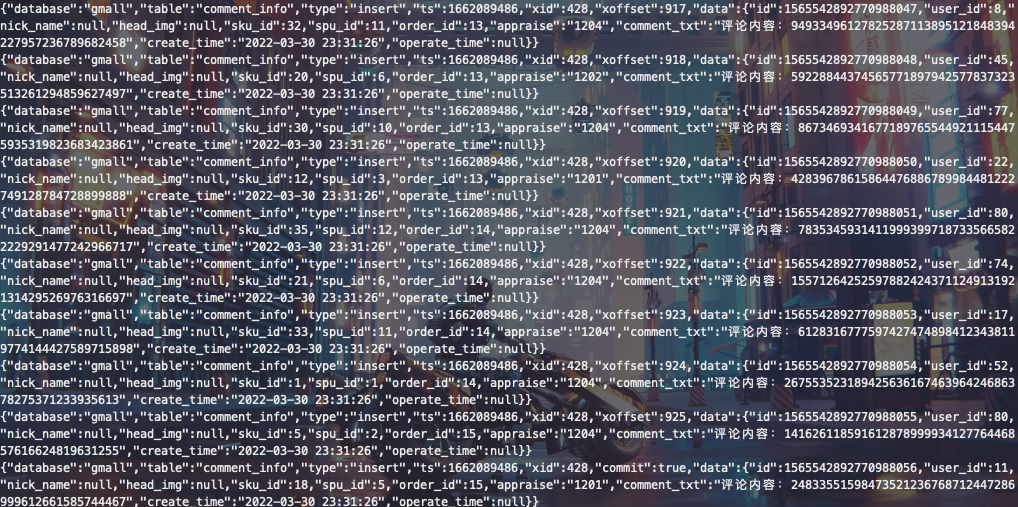 {"database":"gmall","table":"comment_info","type":"insert","ts":1662089486,"xid":428,"xoffset":917,"data":{"id":1565542892770988047,"user_id":8,"
nick_name":null,"head_img":null,"sku_id":32,"spu_id":11,"order_id":13,"appraise":"1204","comment_txt":"评论内容：94933496127825287113895121848394
227957236789682458","create_time":"2022-03-30 23:31:26","operate_time":null}}
{"database":"gmall","table":"comment_info","type":"insert","ts":1662089486,"xid":428,"xoffset":918,"data":{"id":1565542892770988048,"user_id":45,
"nick_name":null,"head_img":null,"sku_id":20,"spu_id":6,"order_id":13,"appraise":"1202","comment_txt":"评论内容：59228844374565771897942577837323
513261294859627497","create_time":"2022-03-30 23:31:26","operate_time":null}}
{"database":"gmall","table":"comment_info","type":"insert","ts":1662089486,"xid":428,"xoffset":919,"data":{"id":1565542892770988049,"user_id":77,
"nick_name":null,"head_img":null,"sku_id":30,"spu_id":10,"order_id":13,"appraise":"1204","comment_txt":"评论内容：8673469341677189765544921115447
5935319823683423861","create_time":"2022-03-30 23:31:26","operate_time":null}}
{"database":"gmall","table":"comment_info","type":"insert","ts":1662089486,"xid":428,"xoffset":920,"data":{"id":1565542892770988050,"user_id":22,
"nick_name":null,"head_img":null,"sku_id":12,"spu_id":3,"order_id":13,"appraise":"1201","comment_txt":"评论内容：42839678615864476886789984481222
749128784728899888","create_time":"2022-03-30 23:31:26","operate_time":null}}
{"database":"gmall","table":"comment_info","type":"insert","ts":1662089486,"xid":428,"xoffset":921,"data":{"id":1565542892770988051,"user_id":80,
"nick_name":null,"head_img":null,"sku_id":35,"spu_id":12,"order_id":14,"appraise":"1204","comment_txt":"评论内容：7835345931411999399718733566582
2229291477242966717","create_time":"2022-03-30 23:31:26","operate_time":null}}
{"database":"gmall","table":"comment_info","type":"insert","ts":1662089486,"xid":428,"xoffset":922,"data":{"id":1565542892770988052,"user_id":74,
"nick_name":null,"head_img":null,"sku_id":21,"spu_id":6,"order_id":14,"appraise":"1204","comment_txt":"评论内容：15571264252597882424371124913192
131429526976316697","create_time":"2022-03-30 23:31:26","operate_time":null}}
{"database":"gmall","table":"comment_info","type":"insert","ts":1662089486,"xid":428,"xoffset":923,"data":{"id":1565542892770988053,"user_id":17,
"nick_name":null,"head_img":null,"sku_id":33,"spu_id":11,"order_id":14,"appraise":"1204","comment_txt":"评论内容：6128316777597427474898412343811
9774144427589715898","create_time":"2022-03-30 23:31:26","operate_time":null}}
{"database":"gmall","table":"comment_info","type":"insert","ts":1662089486,"xid":428,"xoffset":924,"data":{"id":1565542892770988054,"user_id":52,
"nick_name":null,"head_img":null,"sku_id":1,"spu_id":1,"order_id":14,"appraise":"1204","comment_txt":"评论内容：267553523189425636167463964246863
78275371233935613","create_time":"2022-03-30 23:31:26","operate_time":null}}
{"database":"gmall","table":"comment_info","type":"insert","ts":1662089486,"xid":428,"xoffset":925,"data":{"id":1565542892770988055,"user_id":80,
"nick_name":null,"head_img":null,"sku_id":5,"spu_id":2,"order_id":15,"appraise":"1204","comment_txt":"评论内容：141626118591612878999934127764468
57616624819631255","create_time":"2022-03-30 23:31:26","operate_time":null}}
{"database":"gmall","table":"comment_info","type":"insert","ts":1662089486,"xid":428,"commit":true,"data":{"id":1565542892770988056,"user_id":11,
"nick_name":null,"head_img":null,"sku_id":18,"spu_id":5,"order_id":15,"appraise":"1201","comment_txt":"评论内容：24833551598473521236768712447286
999612661585744467","create_time":"2022-03-30 23:31:26","operate_time":null}}